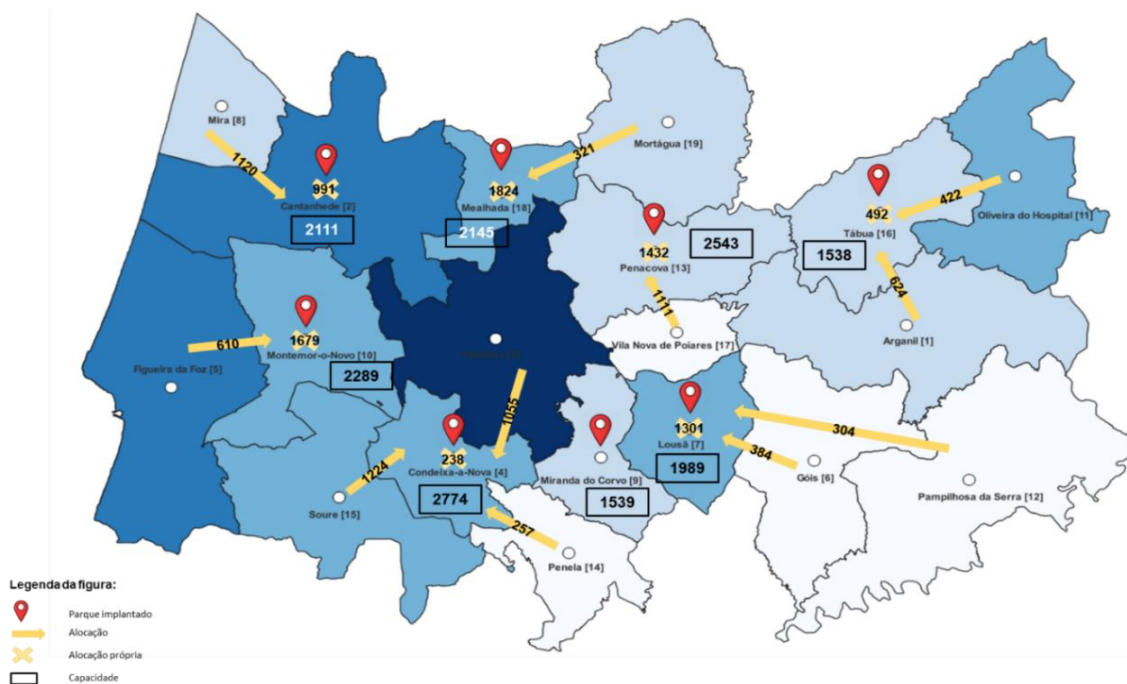 Mira [8]
1120
991
Cantanhede [2]
2111
1824
Mealhada [18]
2145
321
Mortágua [19]
1432
Penacova [13]
2543
1111
Vila Nova de Poiares [17]
492
Tábua [16]
1538
422
Oliveira do Hospital [11]
624
Arganil [1]
610
1679
Montemor-o-Novo [10]
2289
Figueira da Foz [5]
1055
1224
Soure [15]
238
Condeixa-a-Nova [4]
2774
257
Penela [14]
Miranda do Corvo [9]
1539
1301
Lousã [7]
1989
304
384
Góis [6]
Pampilhosa da Serra [12]
Legenda da figura:
Parque implantado
Alocação
Alocação própria
Capacidade